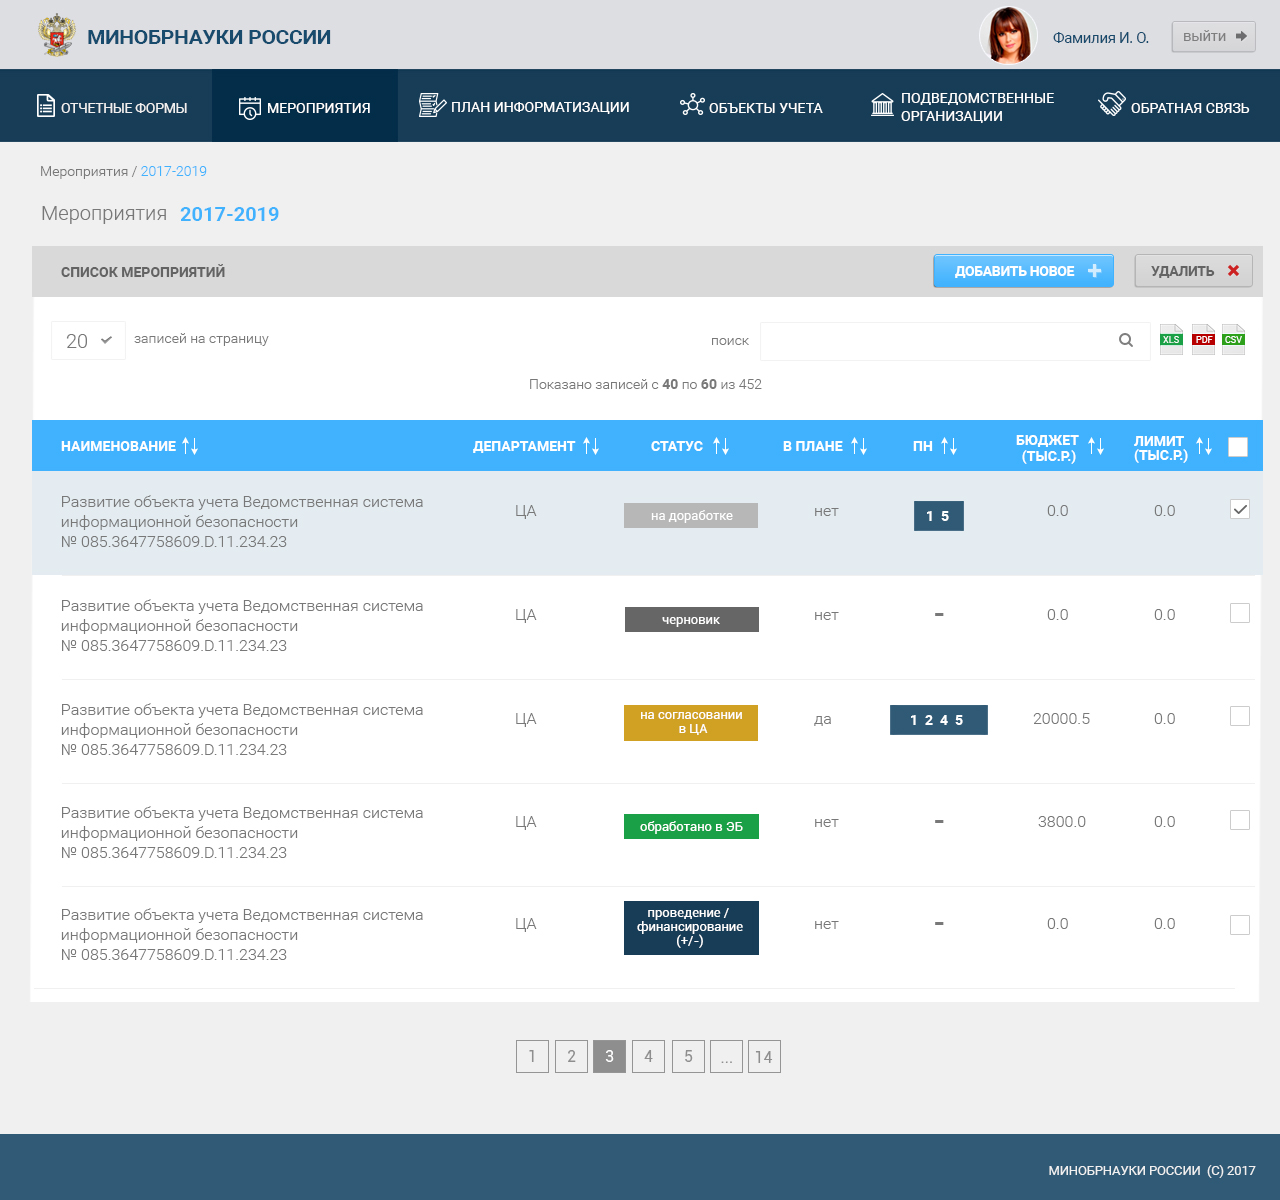 МИНОБРНАУКИ РОССИИ
Фамилия И. О.
выйти
ОТЧЕТНЫЕ ФОРМЫ
МЕРОПРИЯТИЯ
ПЛАН ИНФОРМАТИЗАЦИИ
ОБЪЕКТЫ УЧЕТА
ПОДВЕДОМСТВЕННЫЕ
ОРГАНИЗАЦИИ
ОБРАТНАЯ СВЯЗЬ
Мероприятия / 2017-2019
Мероприятия 2017-2019
СПИСОК МЕРОПРИЯТИЙ
ДОБАВИТЬ НОВОЕ
УДАЛИТЬ
20
записей на страницу
поиск
XLS
PDF
CSV
Показано записей с 40 по 60 из 452
НАИМЕНОВАНИЕ
ДЕПАРТАМЕНТ
СТАТУС
В ПЛАНЕ
ПН
БЮДЖЕТ
(ТЫС.Р.)
ЛИМИТ
(ТЫС.Р.)
Развитие объекта учета Ведомственная система
информационной безопасности
№ 085.3647758609.D.11.234.23
ЦА
на доработке
нет
1 5
0.0
0.0
Развитие объекта учета Ведомственная система
информационной безопасности
№ 085.3647758609.D.11.234.23
ЦА
черновик
нет
-
0.0
0.0
Развитие объекта учета Ведомственная система
информационной безопасности
№ 085.3647758609.D.11.234.23
ЦА
на согласовании
в ЦА
да
1 2 4 5
20000.5
0.0
Развитие объекта учета Ведомственная система
информационной безопасности
№ 085.3647758609.D.11.234.23
ЦА
обработано в ЭБ
нет
-
3800.0
0.0
Развитие объекта учета Ведомственная система
информационной безопасности
№ 085.3647758609.D.11.234.23
ЦА
проведение /
финансирование
(+/-)
нет
-
0.0
0.0
1 2 3 4 5 ... 14
МИНОБРНАУКИ РОССИИ (С) 2017